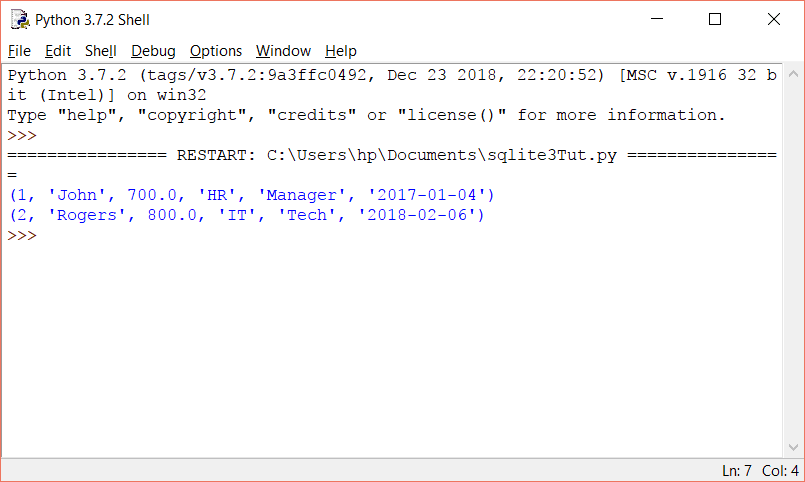 Python 3.7.2 Shell
File Edit Shell Debug Options Window Help
Python 3.7.2 (tags/v3.7.2:9a3ffc0492, Dec 23 2018, 22:20:52) [MSC v.1916 32 b
it (Intel)] on win32
Type "help", "copyright", "credits" or "license()" for more information.
>>>
================ RESTART: C:\Users\hp\Documents\sqlite3Tut.py ===============
=
(1, 'John', 700.0, 'HR', 'Manager', '2017-01-04')
(2, 'Rogers', 800.0, 'IT', 'Tech', '2018-02-06')
>>>
Ln: 7 Col: 4